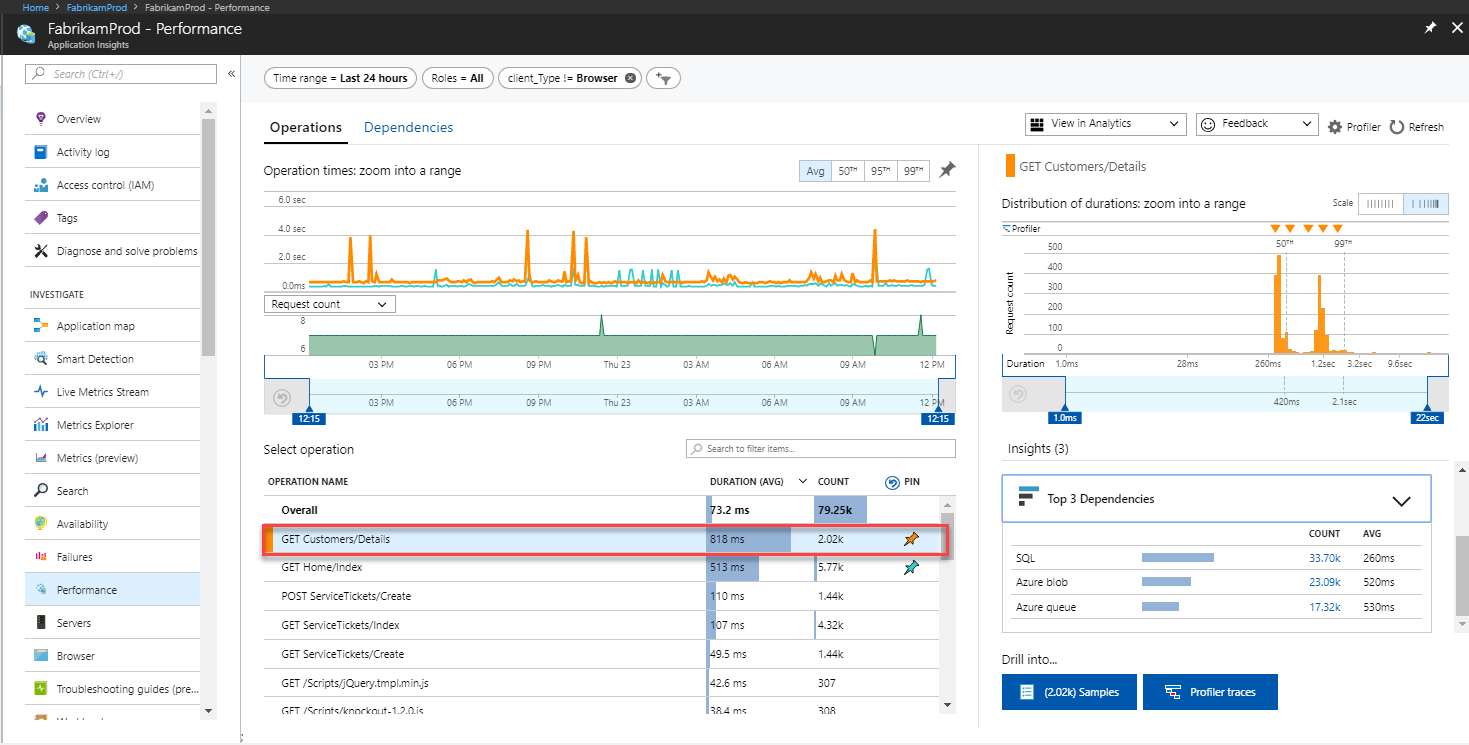 Home > FabrikamProd > FabrikamProd - Performance
FabrikamProd - Performance
Application Insights
Search (Ctrl+/)
«
Overview
Activity log
Access control (IAM)
Tags
Diagnose and solve problems
INVESTIGATE
Application map
Smart Detection
Live Metrics Stream
Metrics Explorer
Metrics (preview)
Search
Availability
Failures
Performance
Servers
Browser
Troubleshooting guides (pre...
Time range = Last 24 hours
Roles = All
client_Type != Browser
Operations Dependencies
View in Analytics
Feedback
Profiler
Refresh
Operation times: zoom into a range
Avg 50TH 95TH 99TH
6.0 sec
4.0 sec
2.0 sec
0.0ms
Request count
8
6
03 PM 06 PM 09 PM Thu 23 03 AM 06 AM 09 AM 12 PM
03 PM 06 PM 09 PM Thu 23 03 AM 06 AM 09 AM 12 PM
12:15 12:15
Select operation
Search to filter items...
OPERATION NAME DURATION (AVG) COUNT PIN
Overall 73.2 ms 79.25k
GET Customers/Details 818 ms 2.02k
GET Home/Index 513 ms 5.77k
POST ServiceTickets/Create 110 ms 1.44k
GET ServiceTickets/Index 107 ms 4.32k
GET ServiceTickets/Create 49.5 ms 1.44k
GET /Scripts/jQuery.tmpl.min.js 42.6 ms 307
GET /Scripts/knockout-1.2.0.js 38.4 ms 308
GET Customers/Details
Distribution of durations: zoom into a range
Scale
Profiler
50TH 99TH
Request count
500
400
300
200
100
0
Duration 1.0ms 28ms 260ms 1.2sec 3.2sec 9.6sec
420ms 2.1sec
1.0ms 22sec
Insights (3)
Top 3 Dependencies
COUNT AVG
SQL 33.70k 260ms
Azure blob 23.09k 520ms
Azure queue 17.32k 530ms
Drill into...
(2.02k) Samples
Profiler traces